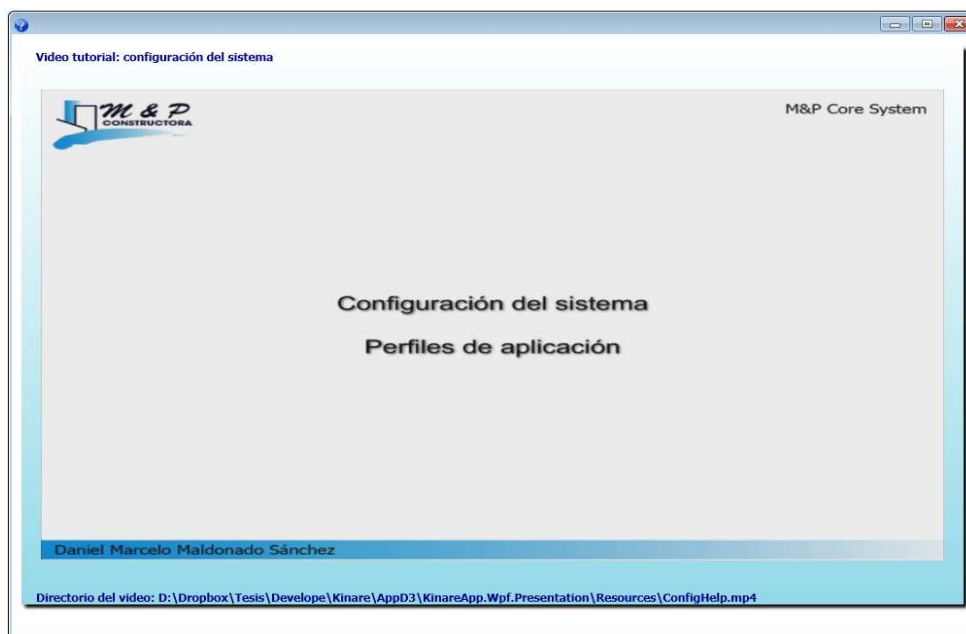 Video tutorial: configuración del sistema
M & P
CONSTRUCTORA
M&P Core System
Configuración del sistema
Perfiles de aplicación
Daniel Marcelo Maldonado Sánchez
Directorio del video: D:\Dropbox\Tesis\Develope\Kinare\AppD3\KinareApp.Wpf.Presentation\Resources\ConfigHelp.mp4